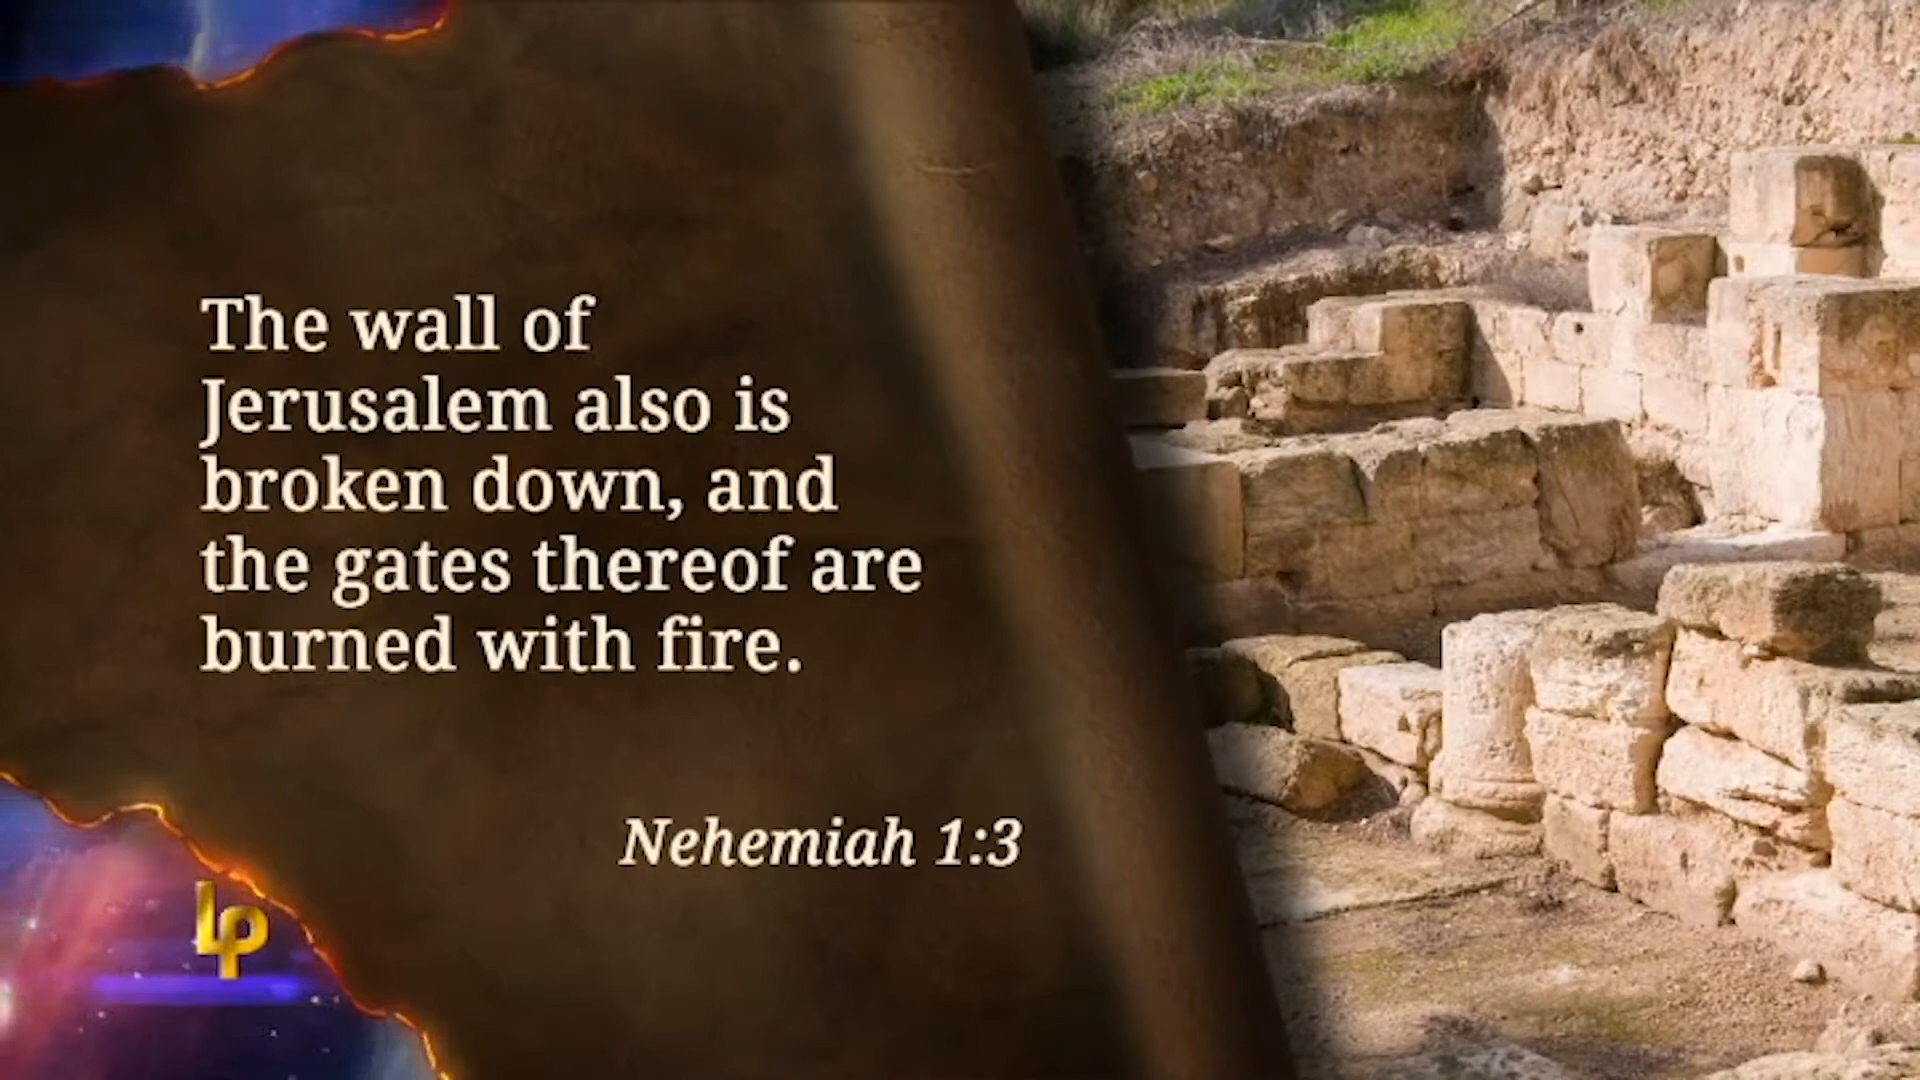 The wall of
Jerusalem also is
broken down, and
the gates thereof are
burned with fire.
Nehemiah 1:3
LP